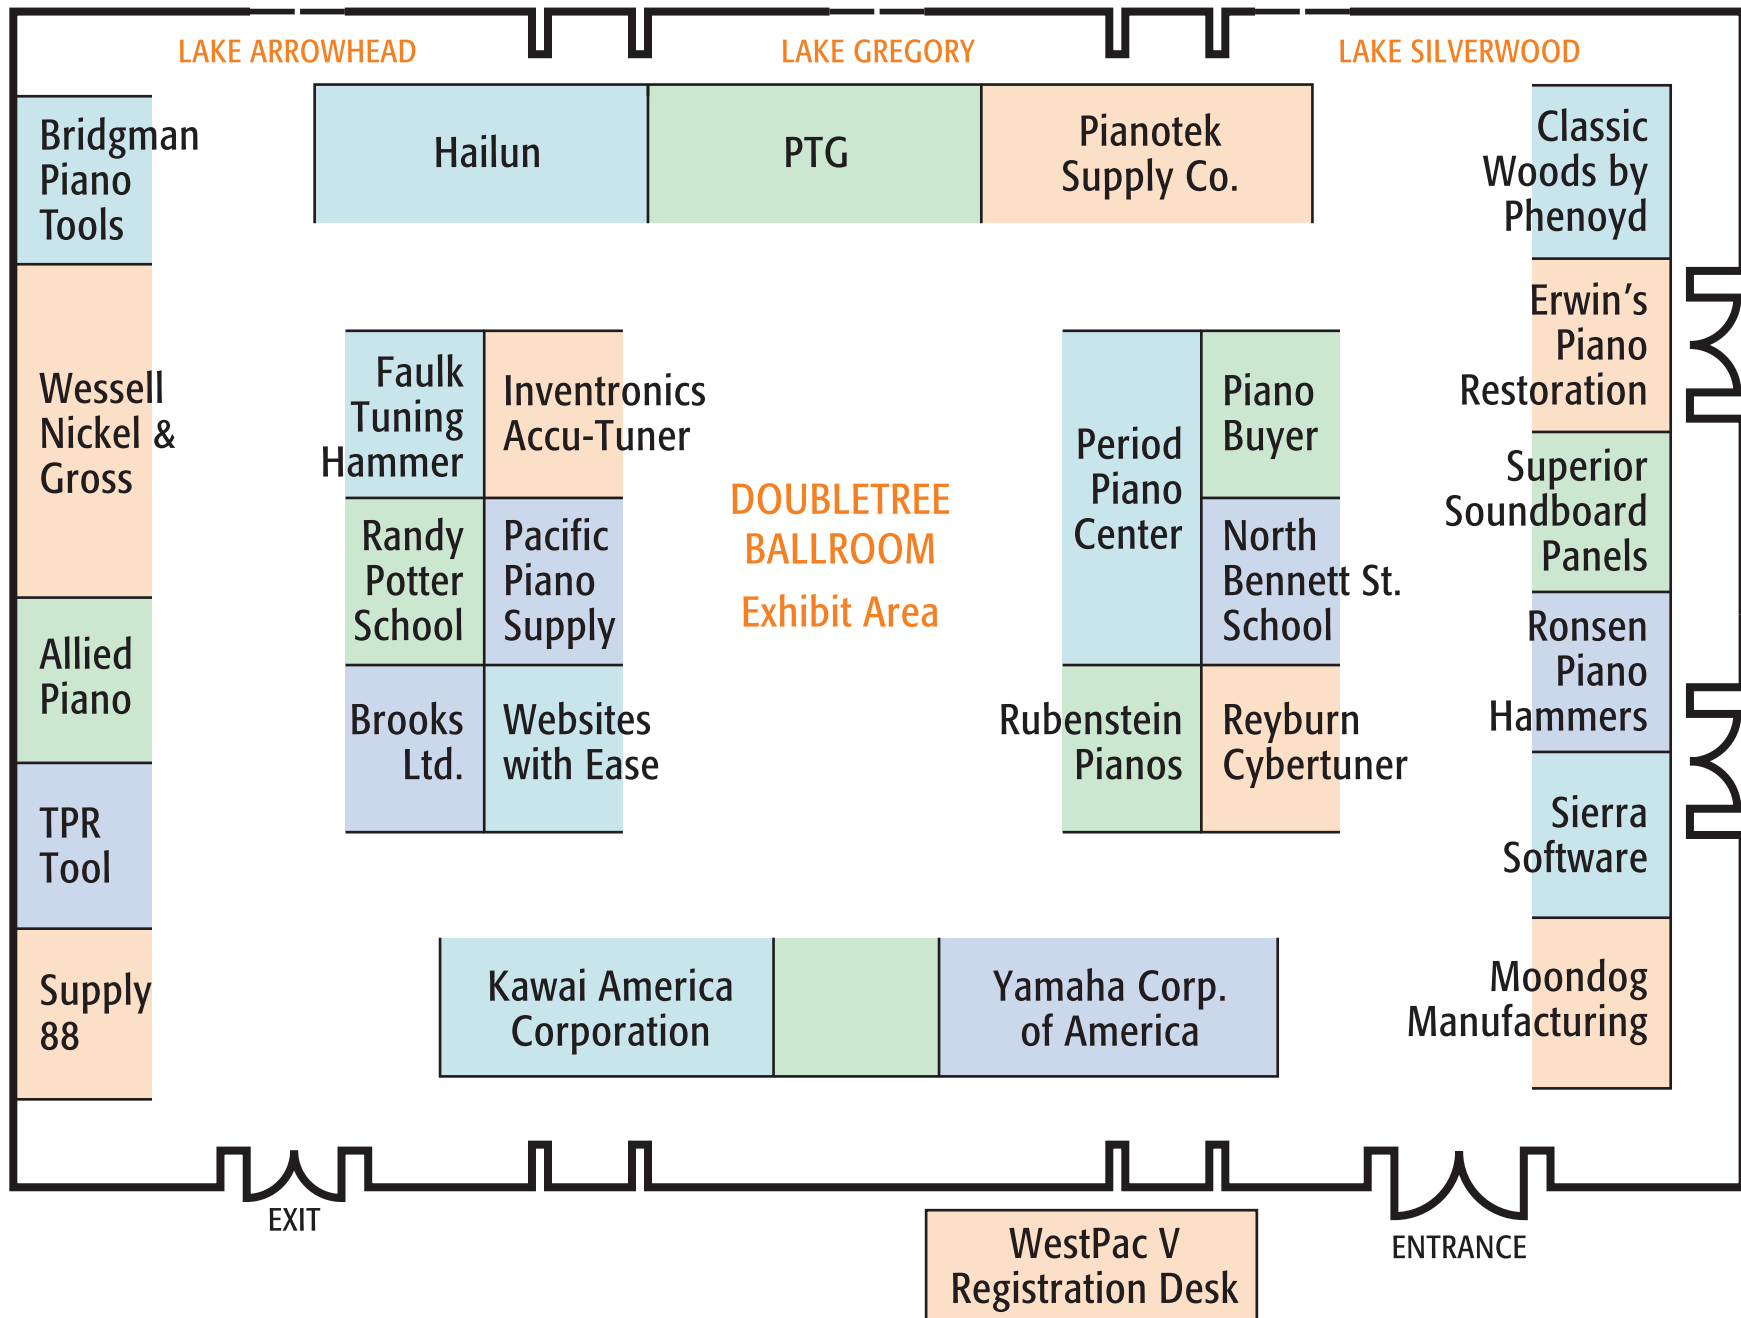 LAKE ARROWHEAD
LAKE GREGORY
LAKE SILVERWOOD
Bridgman
Piano
Tools
Hailun
PTG
Pianotek
Supply Co.
Classic
Woods by
Phenoyd
Wessell
Nickel &
Gross
Faulk
Tuning
Hammer
Inventronics
Accu-Tuner
Randy
Potter
School
Pacific
Piano
Supply
Brooks
Ltd.
Websites
with Ease
DOUBLETREE
BALLROOM
Exhibit Area
Period
Piano
Center
Piano
Buyer
North
Bennett St.
School
Rubenstein
Pianos
Reyburn
Cybertuner
Erwin’s
Piano
Restoration
Superior
Soundboard
Panels
Ronsen
Piano
Hammers
Sierra
Software
Moondog
Manufacturing
Allied
Piano
TPR
Tool
Supply
88
Kawai America
Corporation
Yamaha Corp.
of America
EXIT
WestPac V
Registration Desk
ENTRANCE